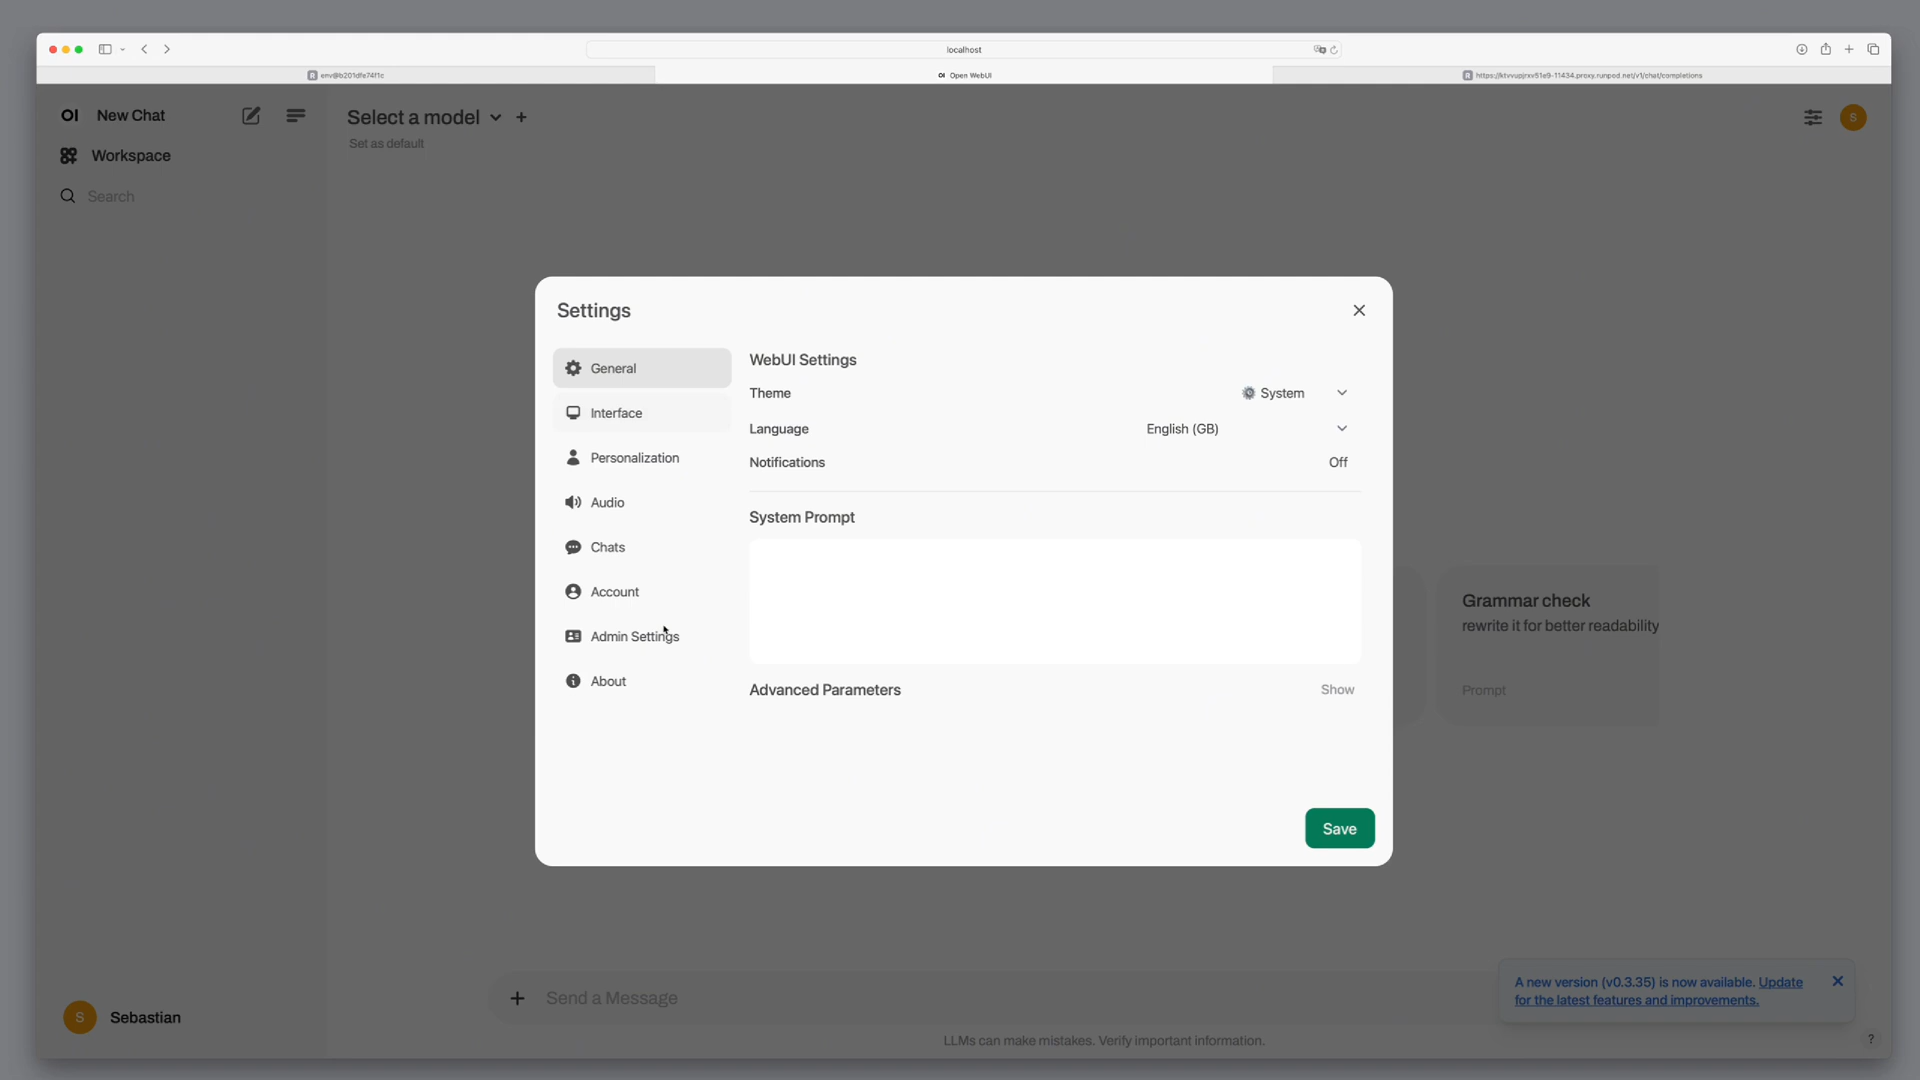 localhost
R env@b201dfe74f1c
OI Open WebUI
R https://ktvvupjrxv51e9-11434.proxy.runpod.net/v1/chat/completions
OI New Chat
Workspace
Search
Select a model
Set as default
S
Settings
General
Interface
Personalization
Audio
Chats
Account
Admin Settings
About
WebUI Settings
Theme System
Language English (GB)
Notifications Off
System Prompt
Advanced Parameters Show
Save
Grammar check
rewrite it for better readability
Prompt
Send a Message
A new version (v0.3.35) is now available. Update
for the latest features and improvements.
S Sebastian
LLMs can make mistakes. Verify important information.
?